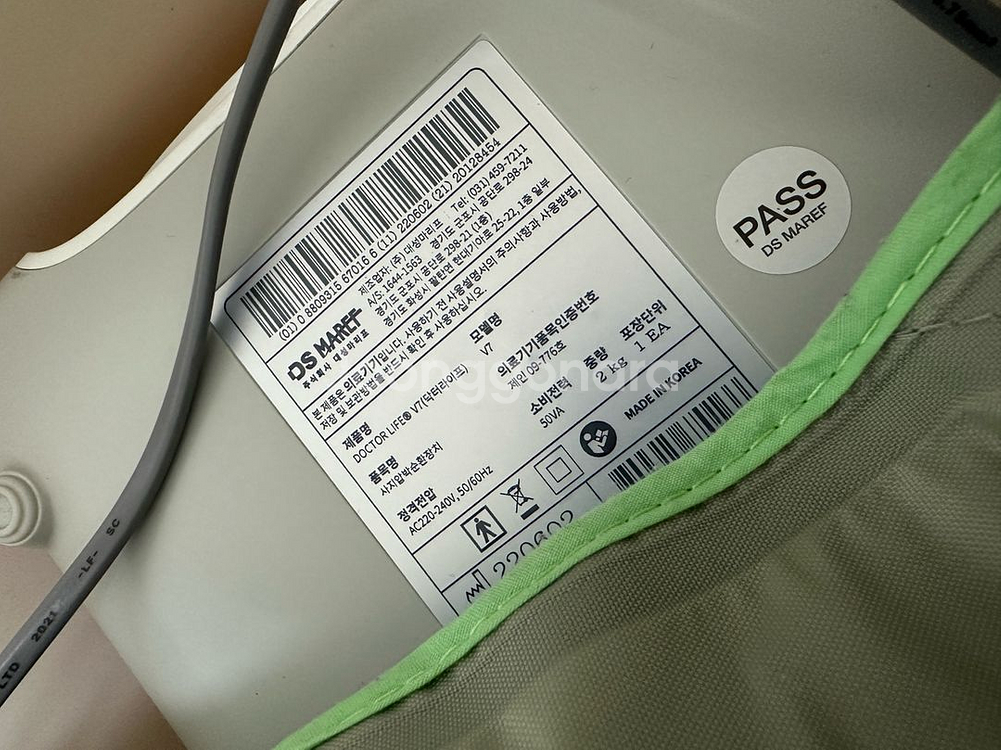 (01) 0 8809315 67016 6 (11) 220602 (21) 20128454
DS MAREF
주식회사 대성마리프
제조업자: (주) 대성마리프 | Tel: (031) 459-7211
A/S: 1644-1563 경기도 군포시 공단로 298-24
경기도 군포시 공단로 298-21 (1층)
경기도 화성시 팔탄면 현대기아로 25-22, 1층 일부
본 제품은 의료기기입니다. 사용하기 전 사용설명서의 주의사항과 사용방법,
저장 및 보관방법을 반드시 확인 후 사용하십시오.
제품명 모델명
DOCTOR LIFE® V7(닥터라이프) V7
품목명 의료기기품목인증번호
사지압박순환장치 제인 09-776호
정격전압 소비전력 중량 포장단위
AC220-240V, 50/60Hz 50VA kg 1 EA
MADE IN KOREA
220602
PASS
DS MAREF
LTD 2021 -LF- SC